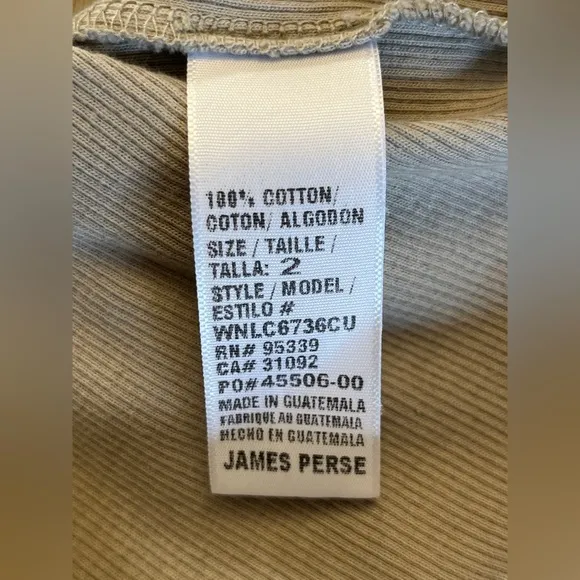 100% COTTON/
COTON/ ALGODON
SIZE / TAILLE /
TALLA: 2
STYLE / MODEL /
ESTILO #
WNLC6736CU
RN# 95339
CA# 31092
PO#45506-00
MADE IN GUATEMALA
FABRIQUE AU GUATEMALA
HECHO EN GUATEMALA
JAMES PERSE